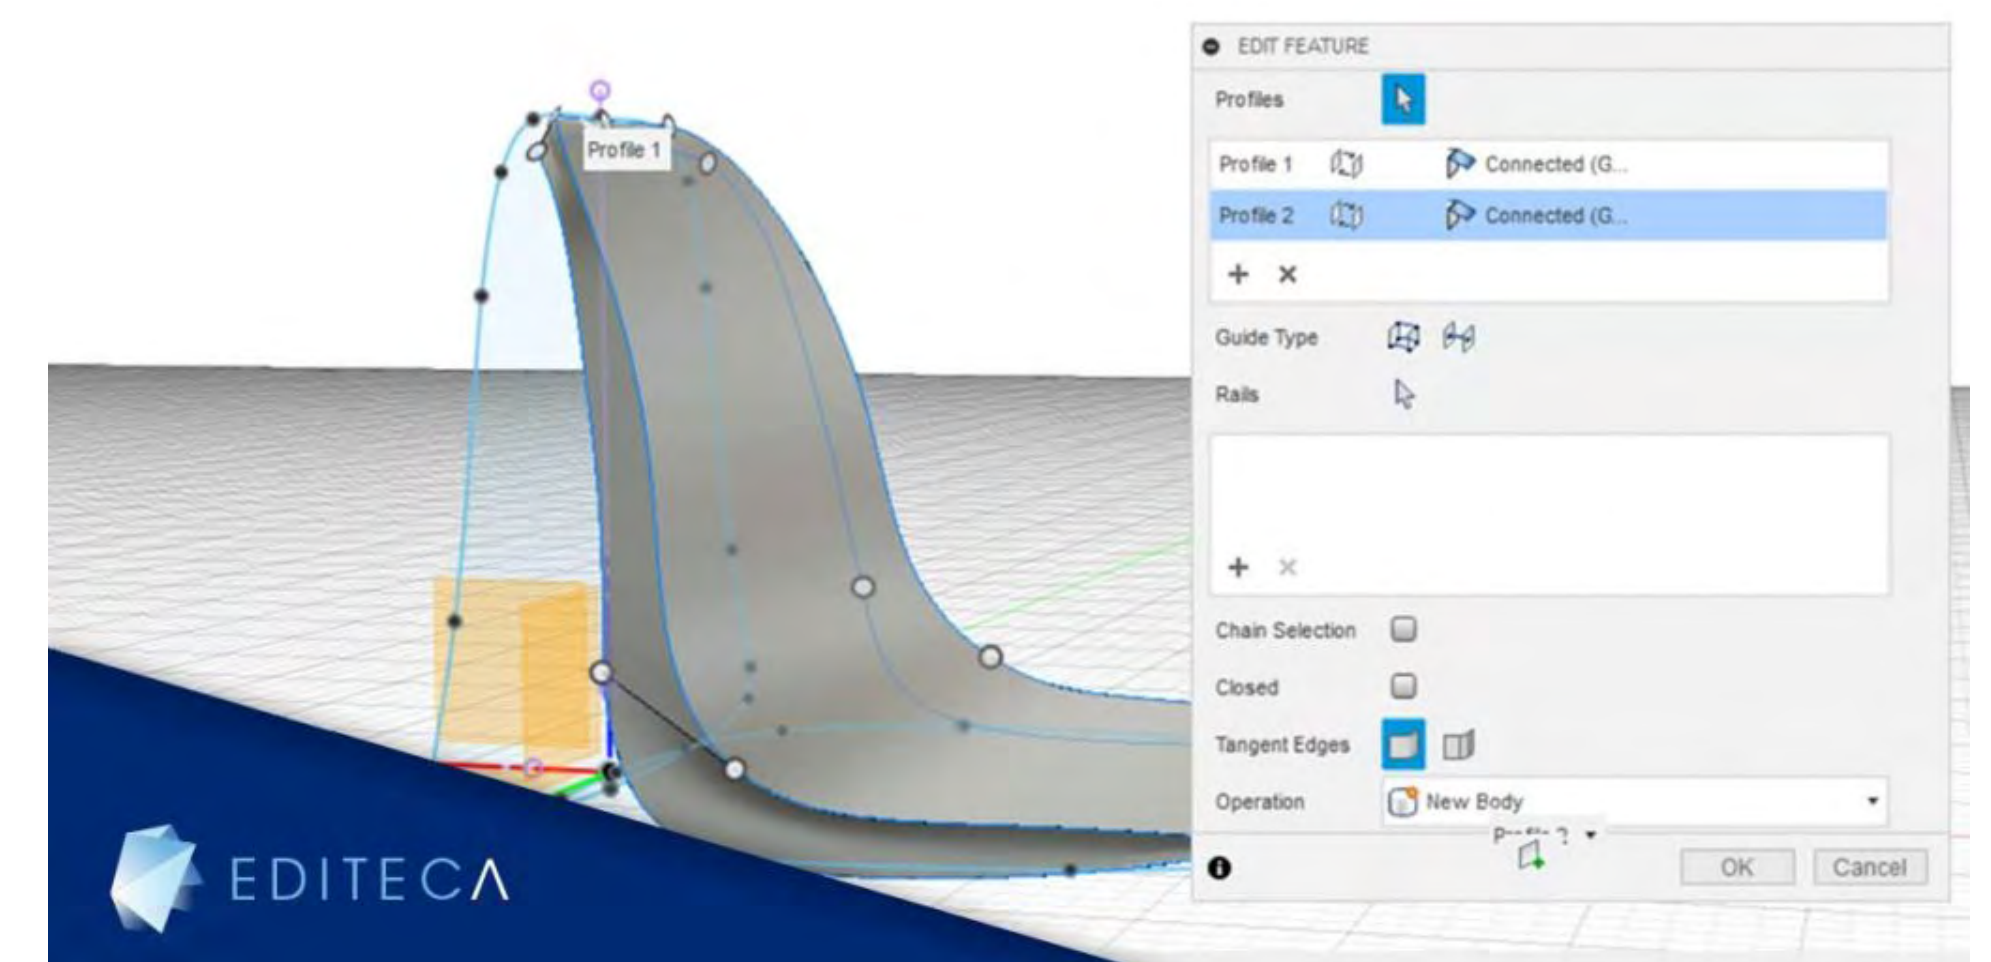 EDIT FEATURE
Profiles
Profile 1
Profile 1 Connected (G...
Profile 2 Connected (G...
Guide Type
Rails
Chain Selection
Closed
Tangent Edges
Operation New Body
OK Cancel
EDITECA